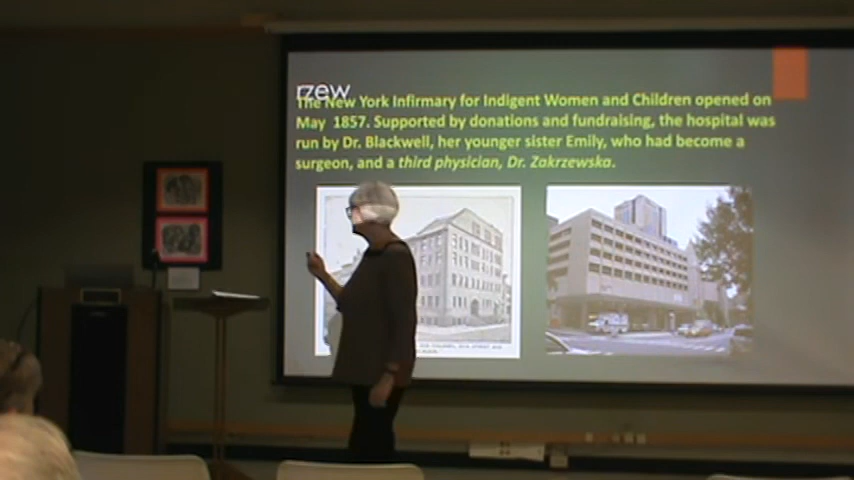 rzew
The New York Infirmary for Indigent Women and Children opened on
May 1857. Supported by donations and fundraising, the hospital was
run by Dr. Blackwell, her younger sister Emily, who had become a
surgeon, and a third physician, Dr. Zakrzewska.